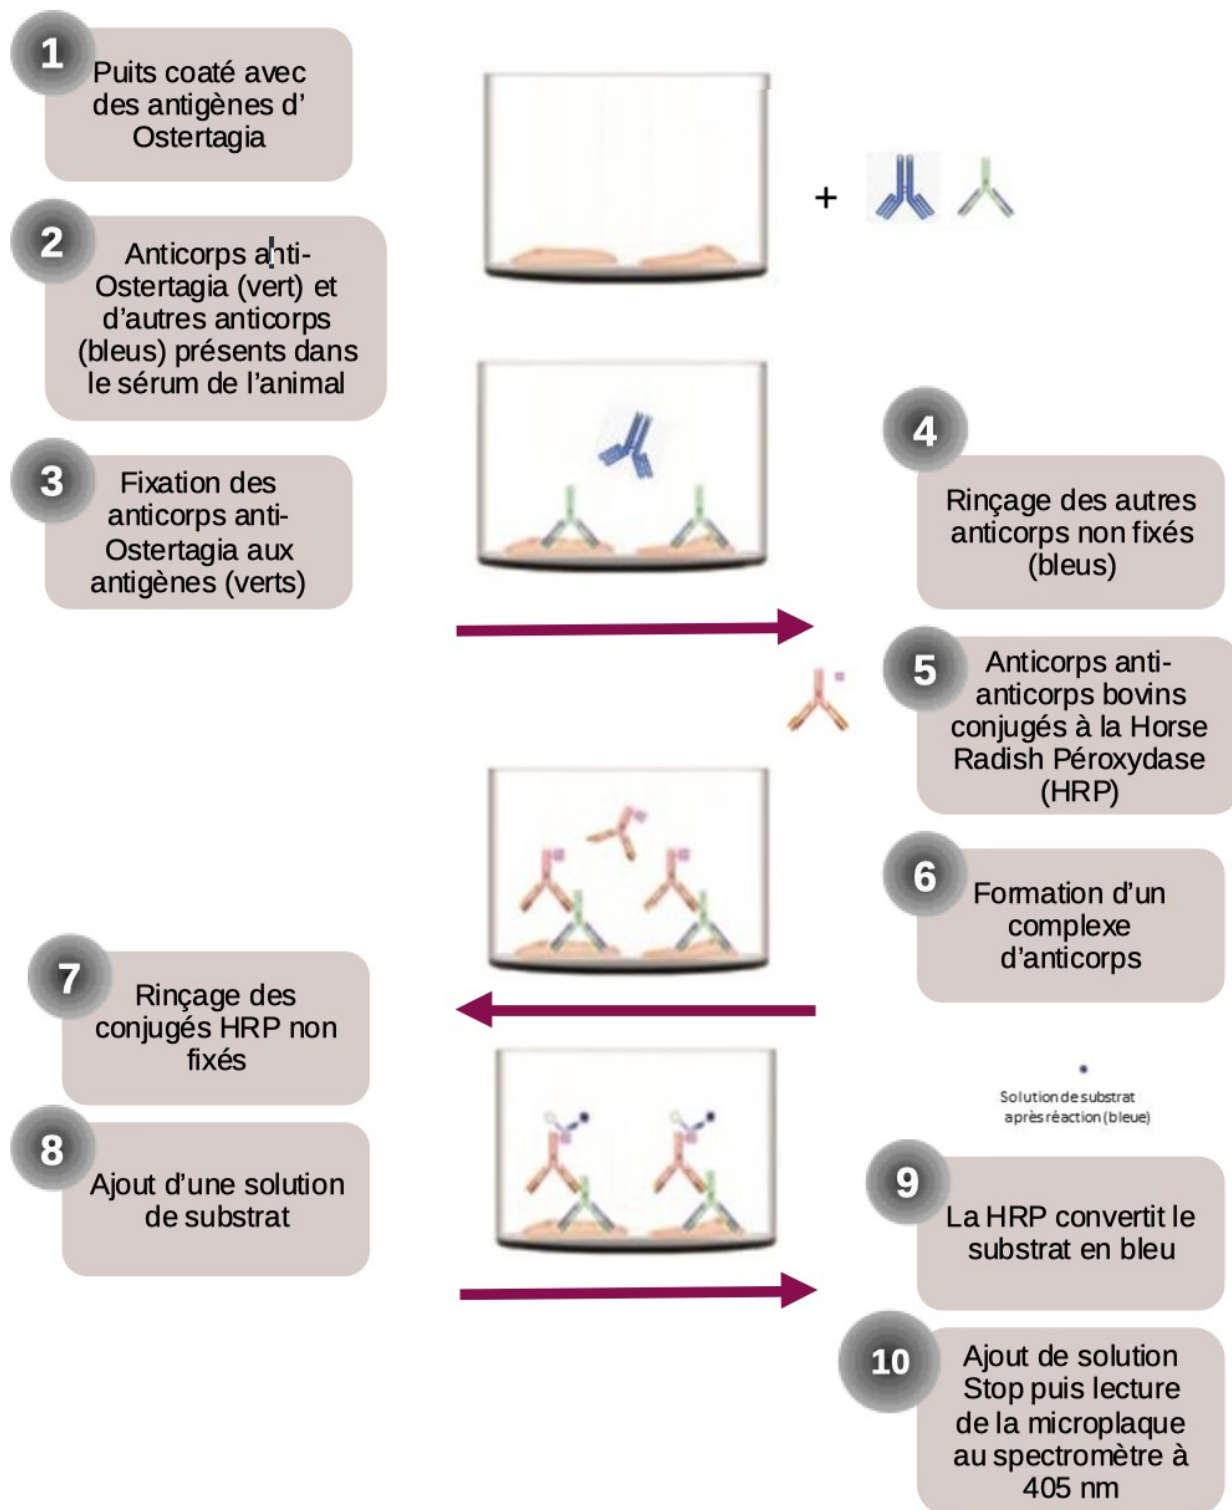 1
Puits coaté avec
des antigènes d'
Ostertagia
+
2
Anticorps anti-
Ostertagia (vert) et
d'autres anticorps
(bleus) présents dans
le sérum de l'animal
3
Fixation des
anticorps anti-
Ostertagia aux
antigènes (verts)
4
Rinçage des autres
anticorps non fixés
(bleus)
5
Anticorps anti-
anticorps bovins
conjugués à la Horse
Radish Péroxydase
(HRP)
6
Formation d'un
complexe
d'anticorps
7
Rinçage des
conjugués HRP non
fixés
8
Ajout d'une solution
de substrat
Solution de substrat
après réaction (bleue)
9
La HRP convertit le
substrat en bleu
10
Ajout de solution
Stop puis lecture
de la microplaque
au spectromètre à
405 nm